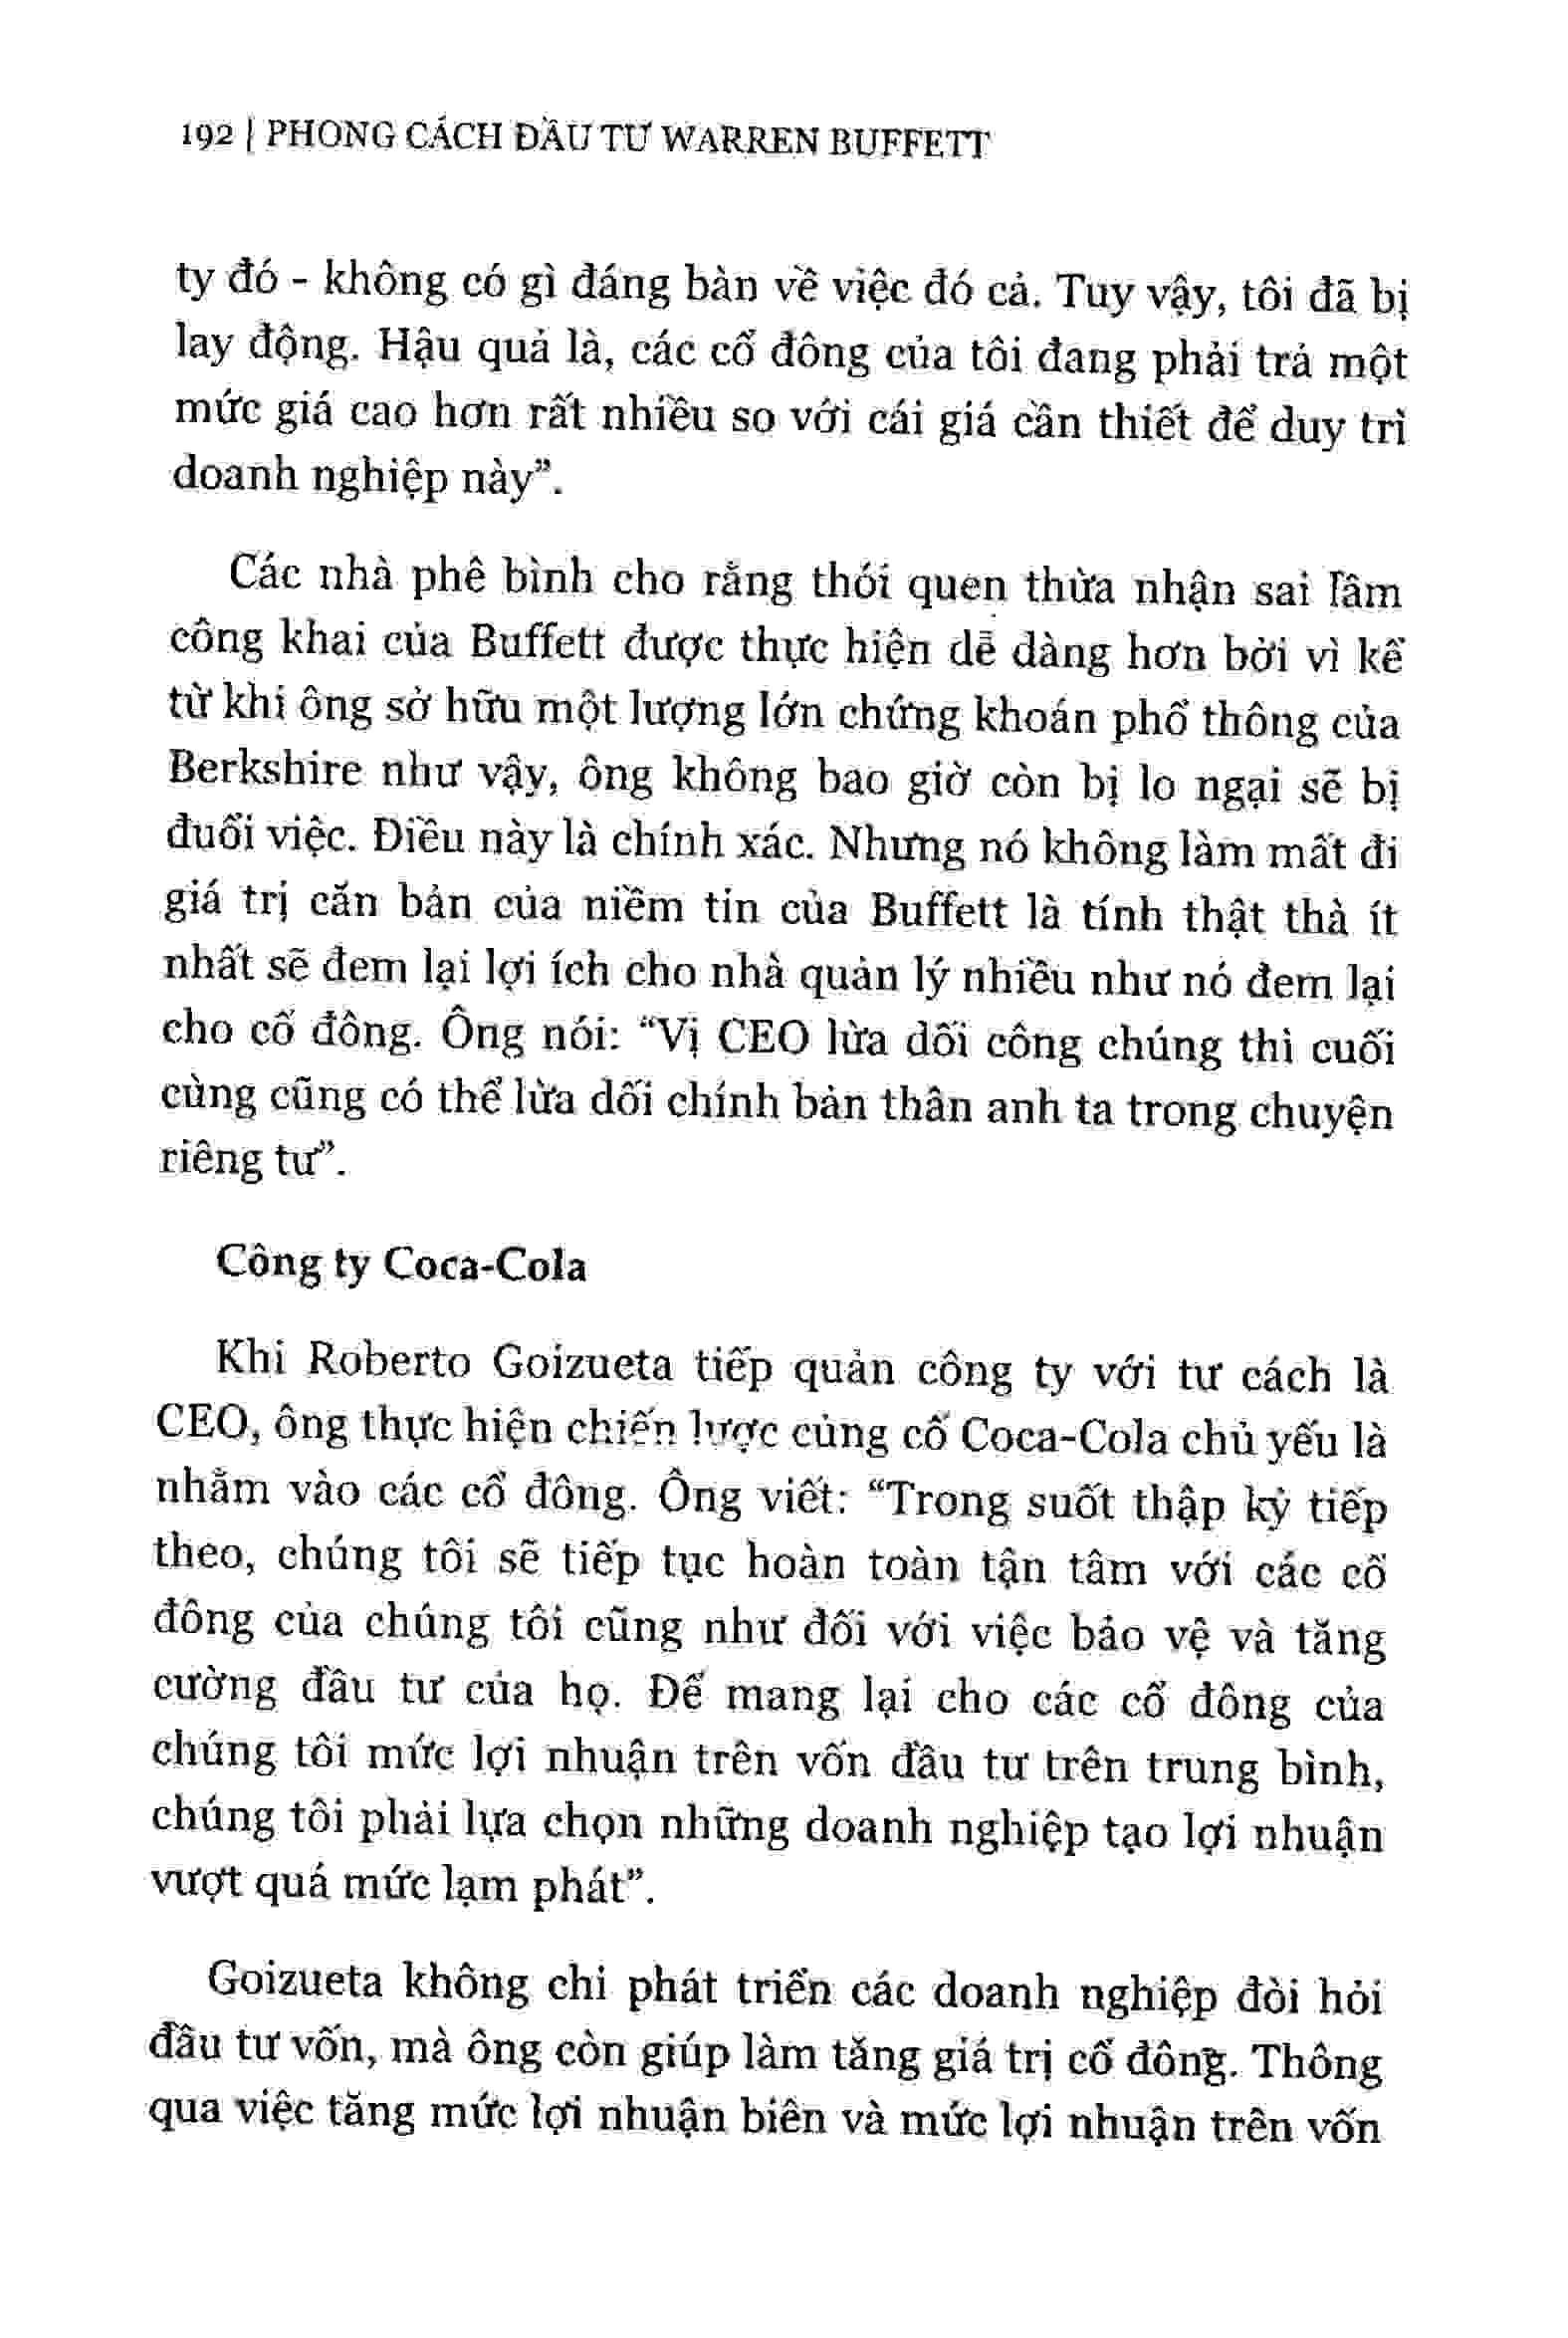 192 | PHONG CÁCH ĐẦU TƯ WARREN BUFFETT
ty đó - không có gì đáng bàn về việc đó cả. Tuy vậy, tôi đã bị
lay động. Hậu quả là, các cổ đông của tôi đang phải trả một
mức giá cao hơn rất nhiều so với cái giá cần thiết để duy trì
doanh nghiệp này”.
Các nhà phê bình cho rằng thói quen thừa nhận sai lầm
công khai của Buffett được thực hiện dễ dàng hơn bởi vì kể
từ khi ông sở hữu một lượng lớn chứng khoán phổ thông của
Berkshire như vậy, ông không bao giờ còn bị lo ngại sẽ bị
đuổi việc. Điều này là chính xác. Nhưng nó không làm mất đi
giá trị căn bản của niềm tin của Buffett là tính thật thà ít
nhất sẽ đem lại lợi ích cho nhà quản lý nhiều như nó đem lại
cho cổ đông. Ông nói: “Vị CEO lừa dối công chúng thì cuối
cùng cũng có thể lừa dối chính bản thân anh ta trong chuyện
riêng tư”.
Công ty Coca-Cola
Khi Roberto Goizueta tiếp quản công ty với tư cách là
CEO, ông thực hiện chiến lược củng cố Coca-Cola chủ yếu là
nhằm vào các cổ đông. Ông viết: “Trong suốt thập kỷ tiếp
theo, chúng tôi sẽ tiếp tục hoàn toàn tận tâm với các cổ
đông của chúng tôi cũng như đối với việc bảo vệ và tăng
cường đầu tư của họ. Để mang lại cho các cổ đông của
chúng tôi mức lợi nhuận trên vốn đầu tư trên trung bình,
chúng tôi phải lựa chọn những doanh nghiệp tạo lợi nhuận
vượt quá mức lạm phát”.
Goizueta không chỉ phát triển các doanh nghiệp đòi hỏi
đầu tư vốn, mà ông còn giúp làm tăng giá trị cổ đông. Thông
qua việc tăng mức lợi nhuận biên và mức lợi nhuận trên vốn